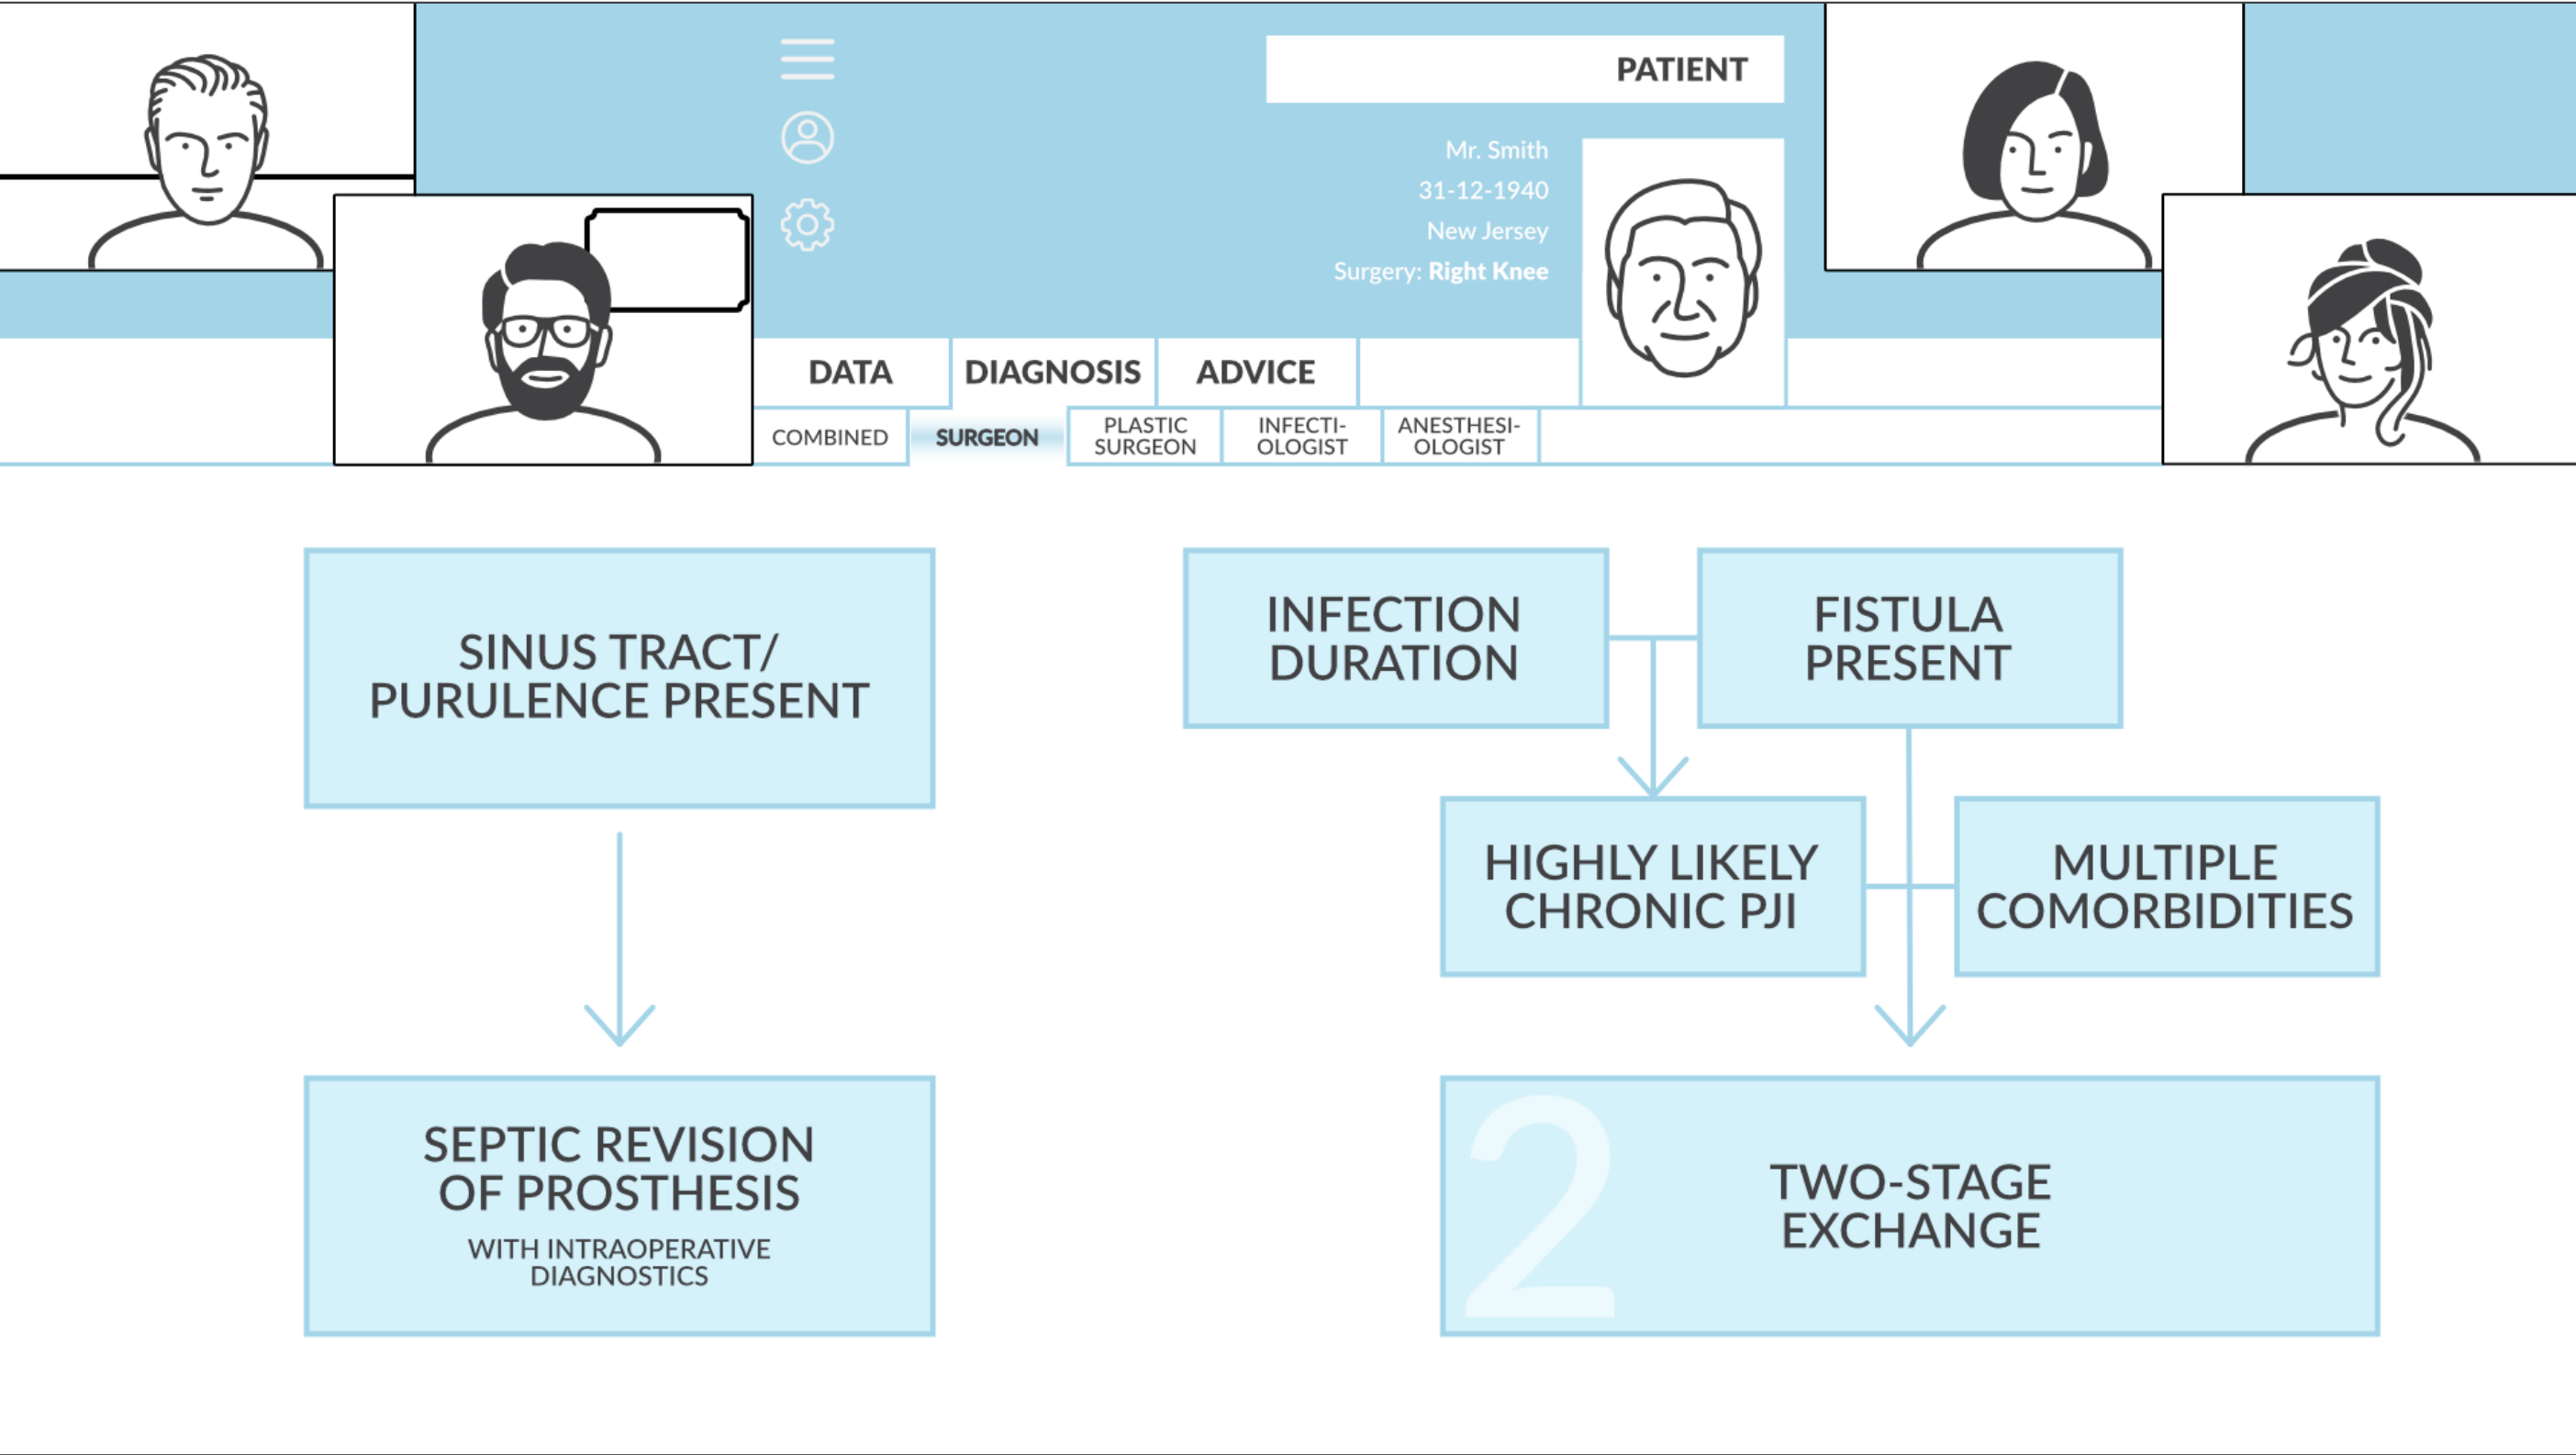 PATIENT
Mr. Smith
31-12-1940
New Jersey
Surgery: Right Knee
DATA
DIAGNOSIS
ADVICE
COMBINED
SURGEON
PLASTIC
SURGEON
INFECTI-
OLOGIST
ANESTHESI-
OLOGIST
SINUS TRACT/
PURULENCE PRESENT
SEPTIC REVISION
OF PROSTHESIS
WITH INTRAOPERATIVE
DIAGNOSTICS
INFECTION
DURATION
FISTULA
PRESENT
HIGHLY LIKELY
CHRONIC PJI
MULTIPLE
COMORBIDITIES
2
TWO-STAGE
EXCHANGE